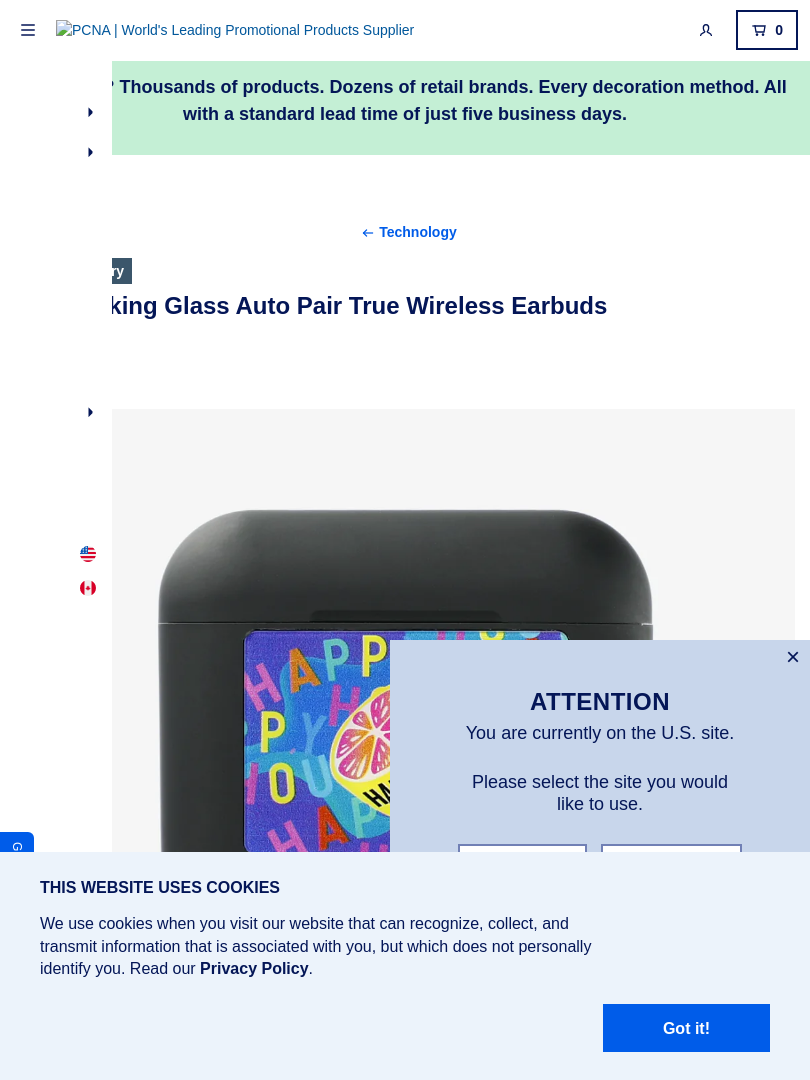 PCNA | World's Leading Promotional Products Supplier
0
? Thousands of products. Dozens of retail brands. Every decoration method. All
with a standard lead time of just five business days.
Technology
ry
king Glass Auto Pair True Wireless Earbuds
HAPPY
ATTENTION
You are currently on the U.S. site.
Please select the site you would
like to use.
G
THIS WEBSITE USES COOKIES
We use cookies when you visit our website that can recognize, collect, and
transmit information that is associated with you, but which does not personally
identify you. Read our Privacy Policy.
Got it!